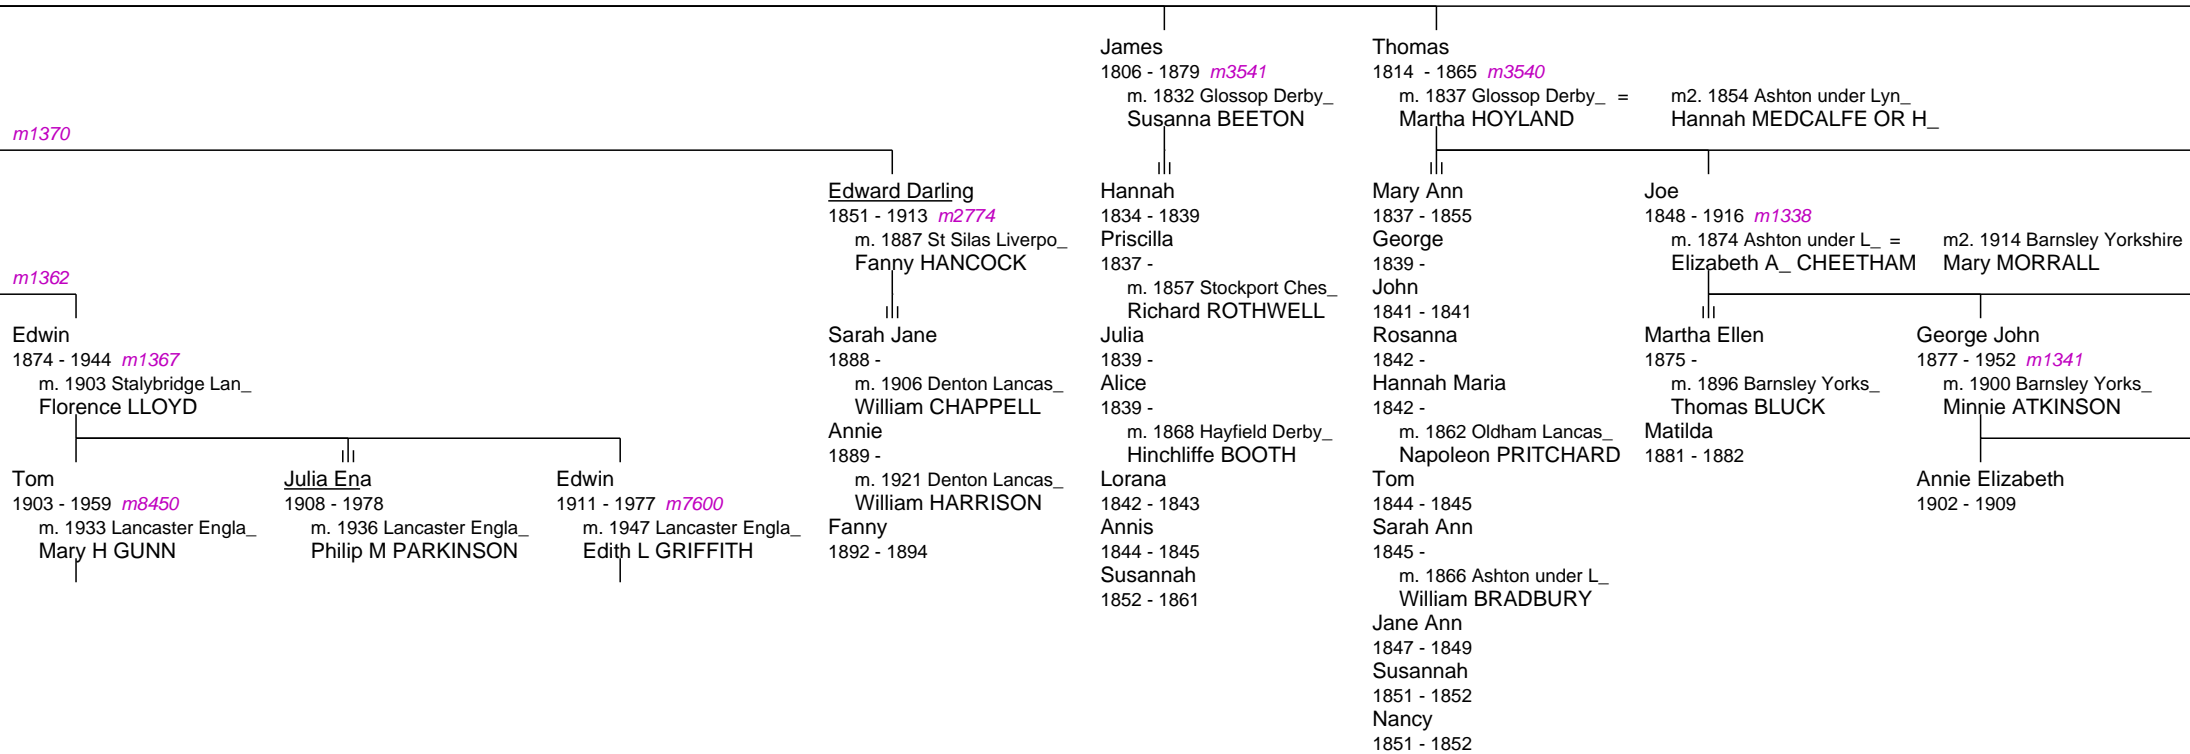 James
1806 - 1879 m3541
m. 1832 Glossop Derby_
Susanna BEETON
Thomas
1814 - 1865 m3540
m. 1837 Glossop Derby_ =
Martha HOYLAND
m2. 1854 Ashton under Lyn_
Hannah MEDCALFE OR H_
m1370
Edward Darling
1851 - 1913 m2774
m. 1887 St Silas Liverpo_
Fanny HANCOCK
Hannah
1834 - 1839
Priscilla
1837 -
m. 1857 Stockport Ches_
Richard ROTHWELL
Julia
1839 -
Alice
1839 -
m. 1868 Hayfield Derby_
Hinchliffe BOOTH
Lorana
1842 - 1843
Annis
1844 - 1845
Susannah
1852 - 1861
Mary Ann
1837 - 1855
George
1839 -
John
1841 - 1841
Rosanna
1842 -
Hannah Maria
1842 -
m. 1862 Oldham Lancas_
Napoleon PRITCHARD
Tom
1844 - 1845
Sarah Ann
1845 -
m. 1866 Ashton under L_
William BRADBURY
Jane Ann
1847 - 1849
Susannah
1851 - 1852
Nancy
1851 - 1852
Joe
1848 - 1916 m1338
m. 1874 Ashton under L_ =
Elizabeth A_ CHEETHAM
m2. 1914 Barnsley Yorkshire
Mary MORRALL
m1362
Edwin
1874 - 1944 m1367
m. 1903 Stalybridge Lan_
Florence LLOYD
Sarah Jane
1888 -
m. 1906 Denton Lancas_
William CHAPPELL
Annie
1889 -
m. 1921 Denton Lancas_
William HARRISON
Fanny
1892 - 1894
Martha Ellen
1875 -
m. 1896 Barnsley Yorks_
Thomas BLUCK
Matilda
1881 - 1882
George John
1877 - 1952 m1341
m. 1900 Barnsley Yorks_
Minnie ATKINSON
Tom
1903 - 1959 m8450
m. 1933 Lancaster Engla_
Mary H GUNN
Julia Ena
1908 - 1978
m. 1936 Lancaster Engla_
Philip M PARKINSON
Edwin
1911 - 1977 m7600
m. 1947 Lancaster Engla_
Edith L GRIFFITH
Annie Elizabeth
1902 - 1909